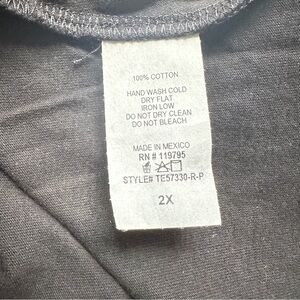 100% COTTON
HAND WASH COLD
DRY FLAT
IRON LOW
DO NOT DRY CLEAN
DO NOT BLEACH
MADE IN MEXICO
RN # 119795
STYLE# TE57330-R-P
2X